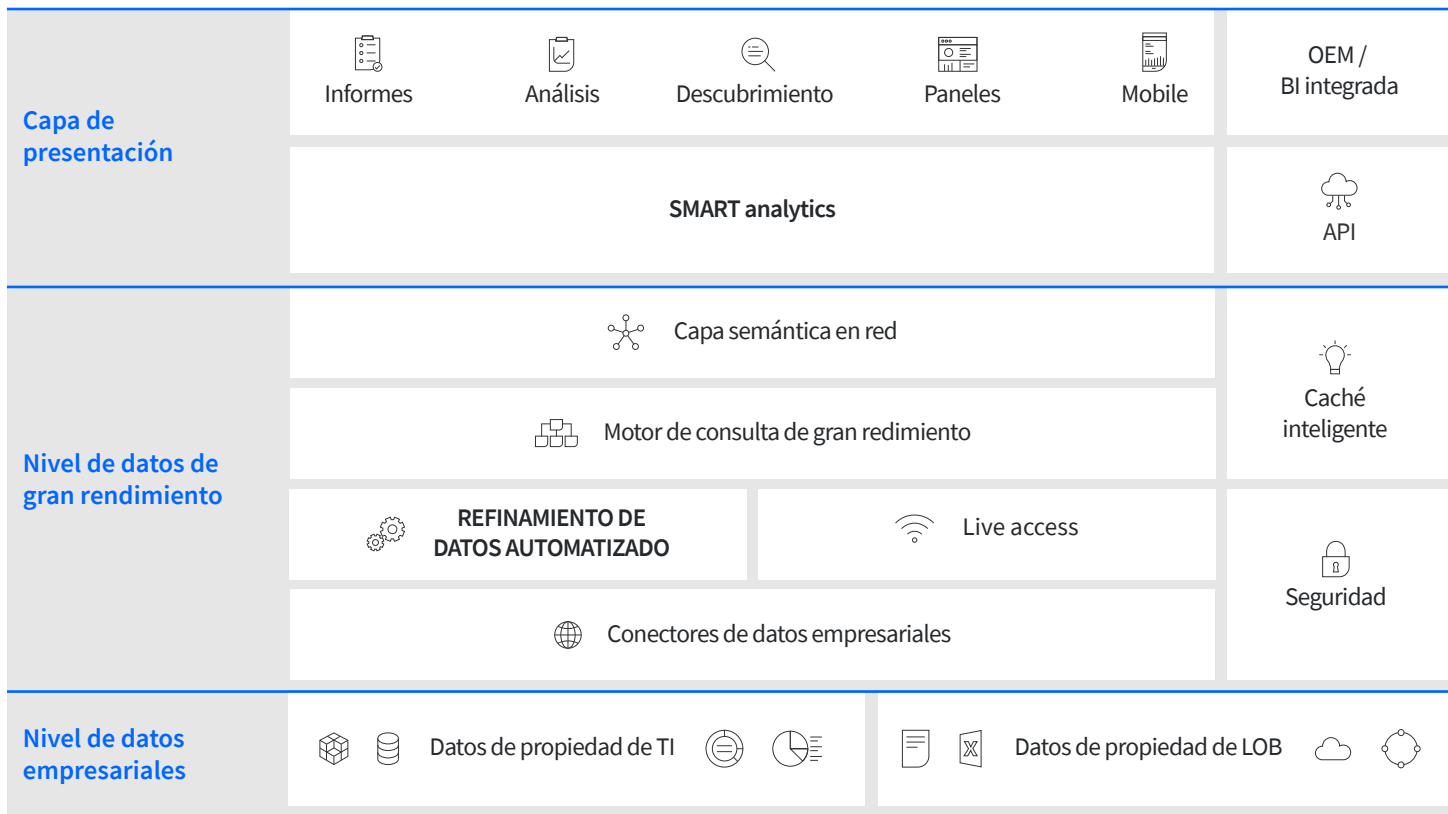 Capa de
presentación
Informes
Análisis
Descubrimiento
Paneles
Mobile
OEM /
BI integrada
SMART analytics
API
Nivel de datos de
gran rendimiento
Capa semántica en red
Motor de consulta de gran redimiento
Caché
inteligente
REFINAMIENTO DE
DATOS AUTOMATIZADO
Live access
Conectores de datos empresariales
Seguridad
Nivel de datos
empresariales
Datos de propiedad de TI
X
Datos de propiedad de LOB